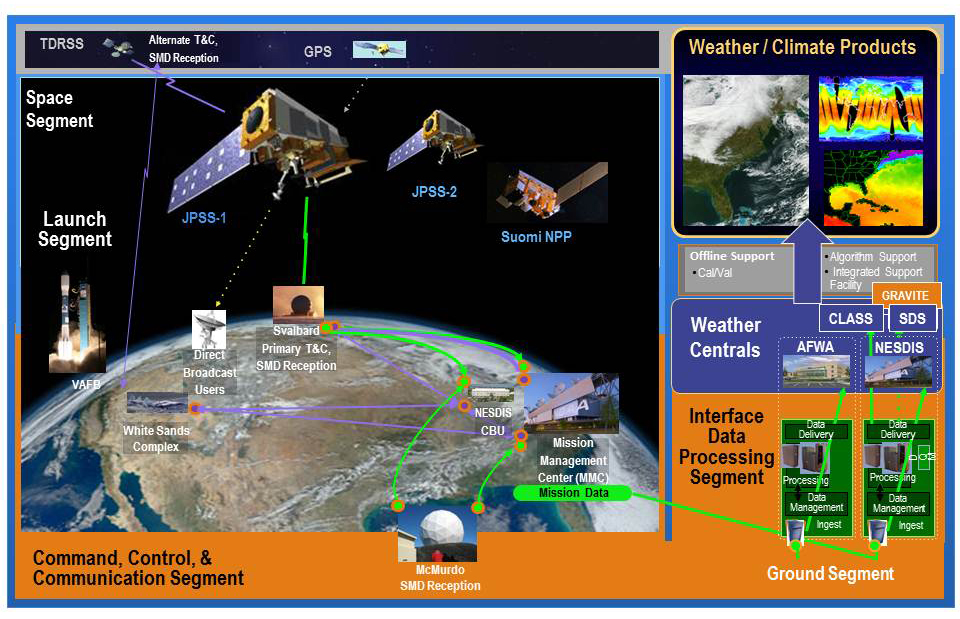 TDRSS
Alternate T&C,
SMD Reception
GPS
Weather / Climate Products
Space
Segment
JPSS-1
JPSS-2
Suomi NPP
Launch
Segment
VAFB
Direct
Broadcast
Users
Svalbard
Primary T&C,
SMD Reception
White Sands
Complex
NESDIS
CBU
Mission
Management
Center (MMC)
Mission Data
McMurdo
SMD Reception
Command, Control, &
Communication Segment
Offline Support
• Cal/Val
• Algorithm Support
• Integrated Support
Facility
GRAVITE
CLASS
SDS
Weather
Centrals
AFWA
NESDIS
Interface
Data
Processing
Segment
Data
Delivery
Processing
Data
Management
Ingest
Data
Delivery
Processing
Data
Management
Ingest
Ground Segment